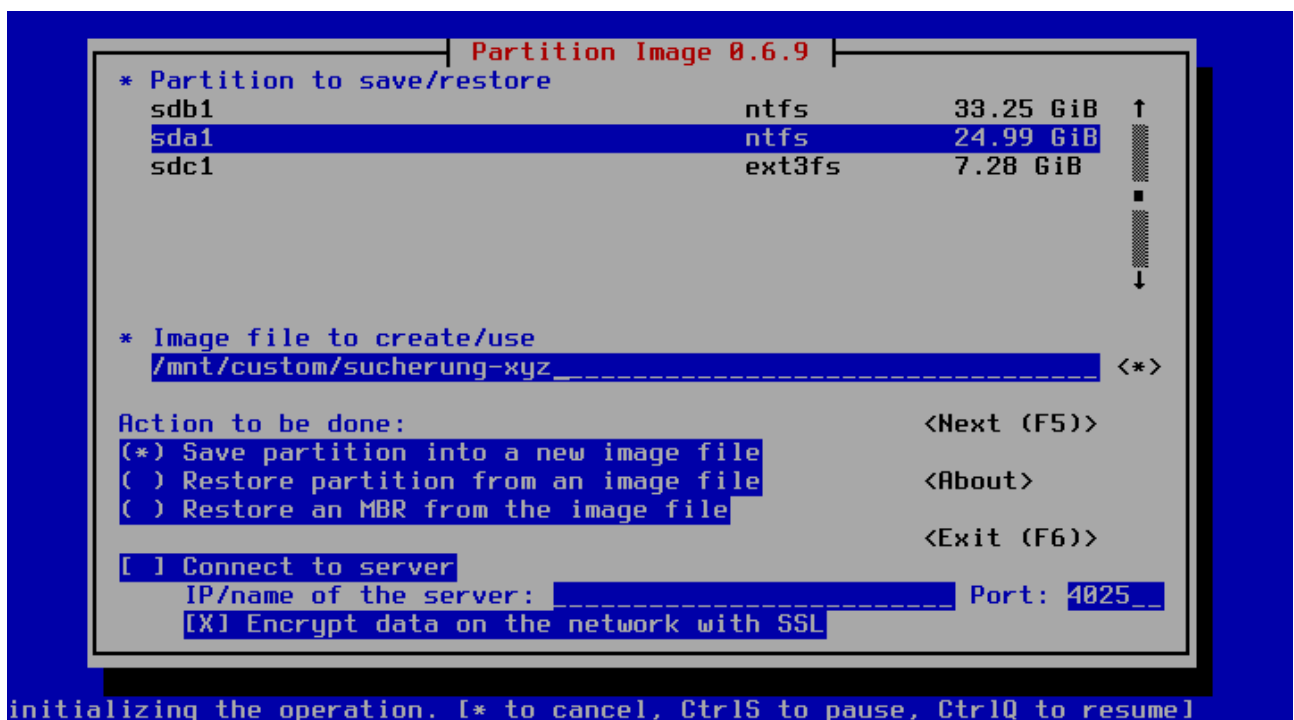 Partition Image 0.6.9
* Partition to save/restore
sdb1 ntfs 33.25 GiB ↑
sda1 ntfs 24.99 GiB
sdc1 ext3fs 7.28 GiB
↓
* Image file to create/use
/mnt/custom/sucherung-xyz__________________________________ <*>
Action to be done: <Next (F5)>
(*) Save partition into a new image file
( ) Restore partition from an image file <About>
( ) Restore an MBR from the image file
<Exit (F6)>
[ ] Connect to server
IP/name of the server: _________________________ Port: 4025__
[X] Encrypt data on the network with SSL
initializing the operation. [* to cancel, CtrlS to pause, CtrlQ to resume]